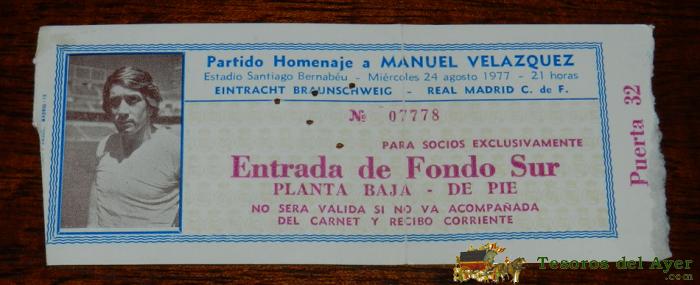 Partido Homenaje a MANUEL VELAZQUEZ
Estadio Santiago Bernabéu - Miércoles 24 agosto 1977 - 21 horas
EINTRACHT BRAUNSCHWEIG - REAL MADRID C. de F.
Nº 07778
PARA SOCIOS EXCLUSIVAMENTE
Entrada de Fondo Sur
PLANTA BAJA - DE PIE
NO SERA VALIDA SI NO VA ACOMPAÑADA
DEL CARNET Y RECIBO CORRIENTE
Puerta 32
Tesoros del Ayer
.com